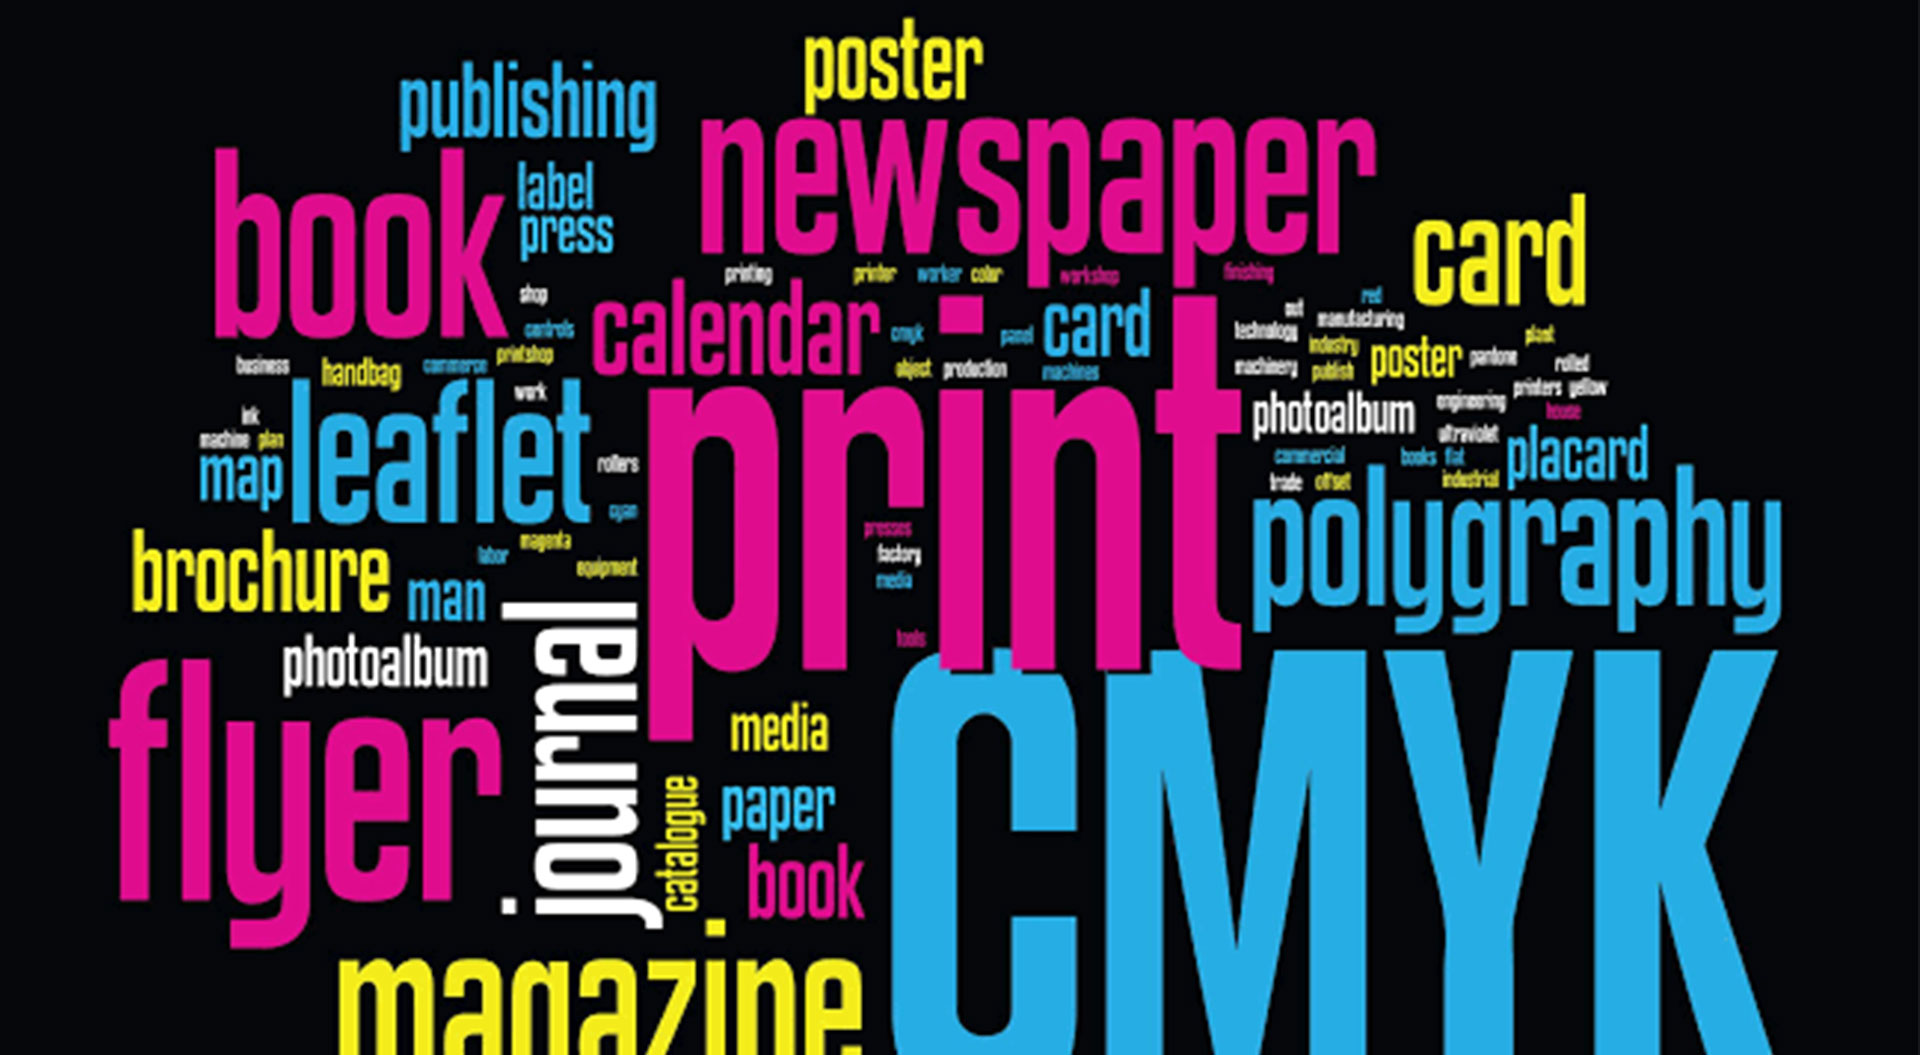 poster
publishing
newspaper
book
label
press
card
printing
printer
worker
color
workshop
finishing
shop
calendar
controls
cmyk
panel
card
red
out
manufacturing
technology
plant
business
handbag
commerce
printshop
object
production
machines
industry
machinery
publish
poster
pantone
rolled
work
leaflet
print
photoalbum
engineering
printers
yellow
house
ink
machine
plan
map
rollers
ultraviolet
commercial
books
flat
placard
trade
offset
industrial
cyan
polygraphy
presses
factory
media
magenta
labor
equipment
brochure
man
tools
photoalbum
journal
CMYK
flyer
media
catalogue
paper
book
magazine